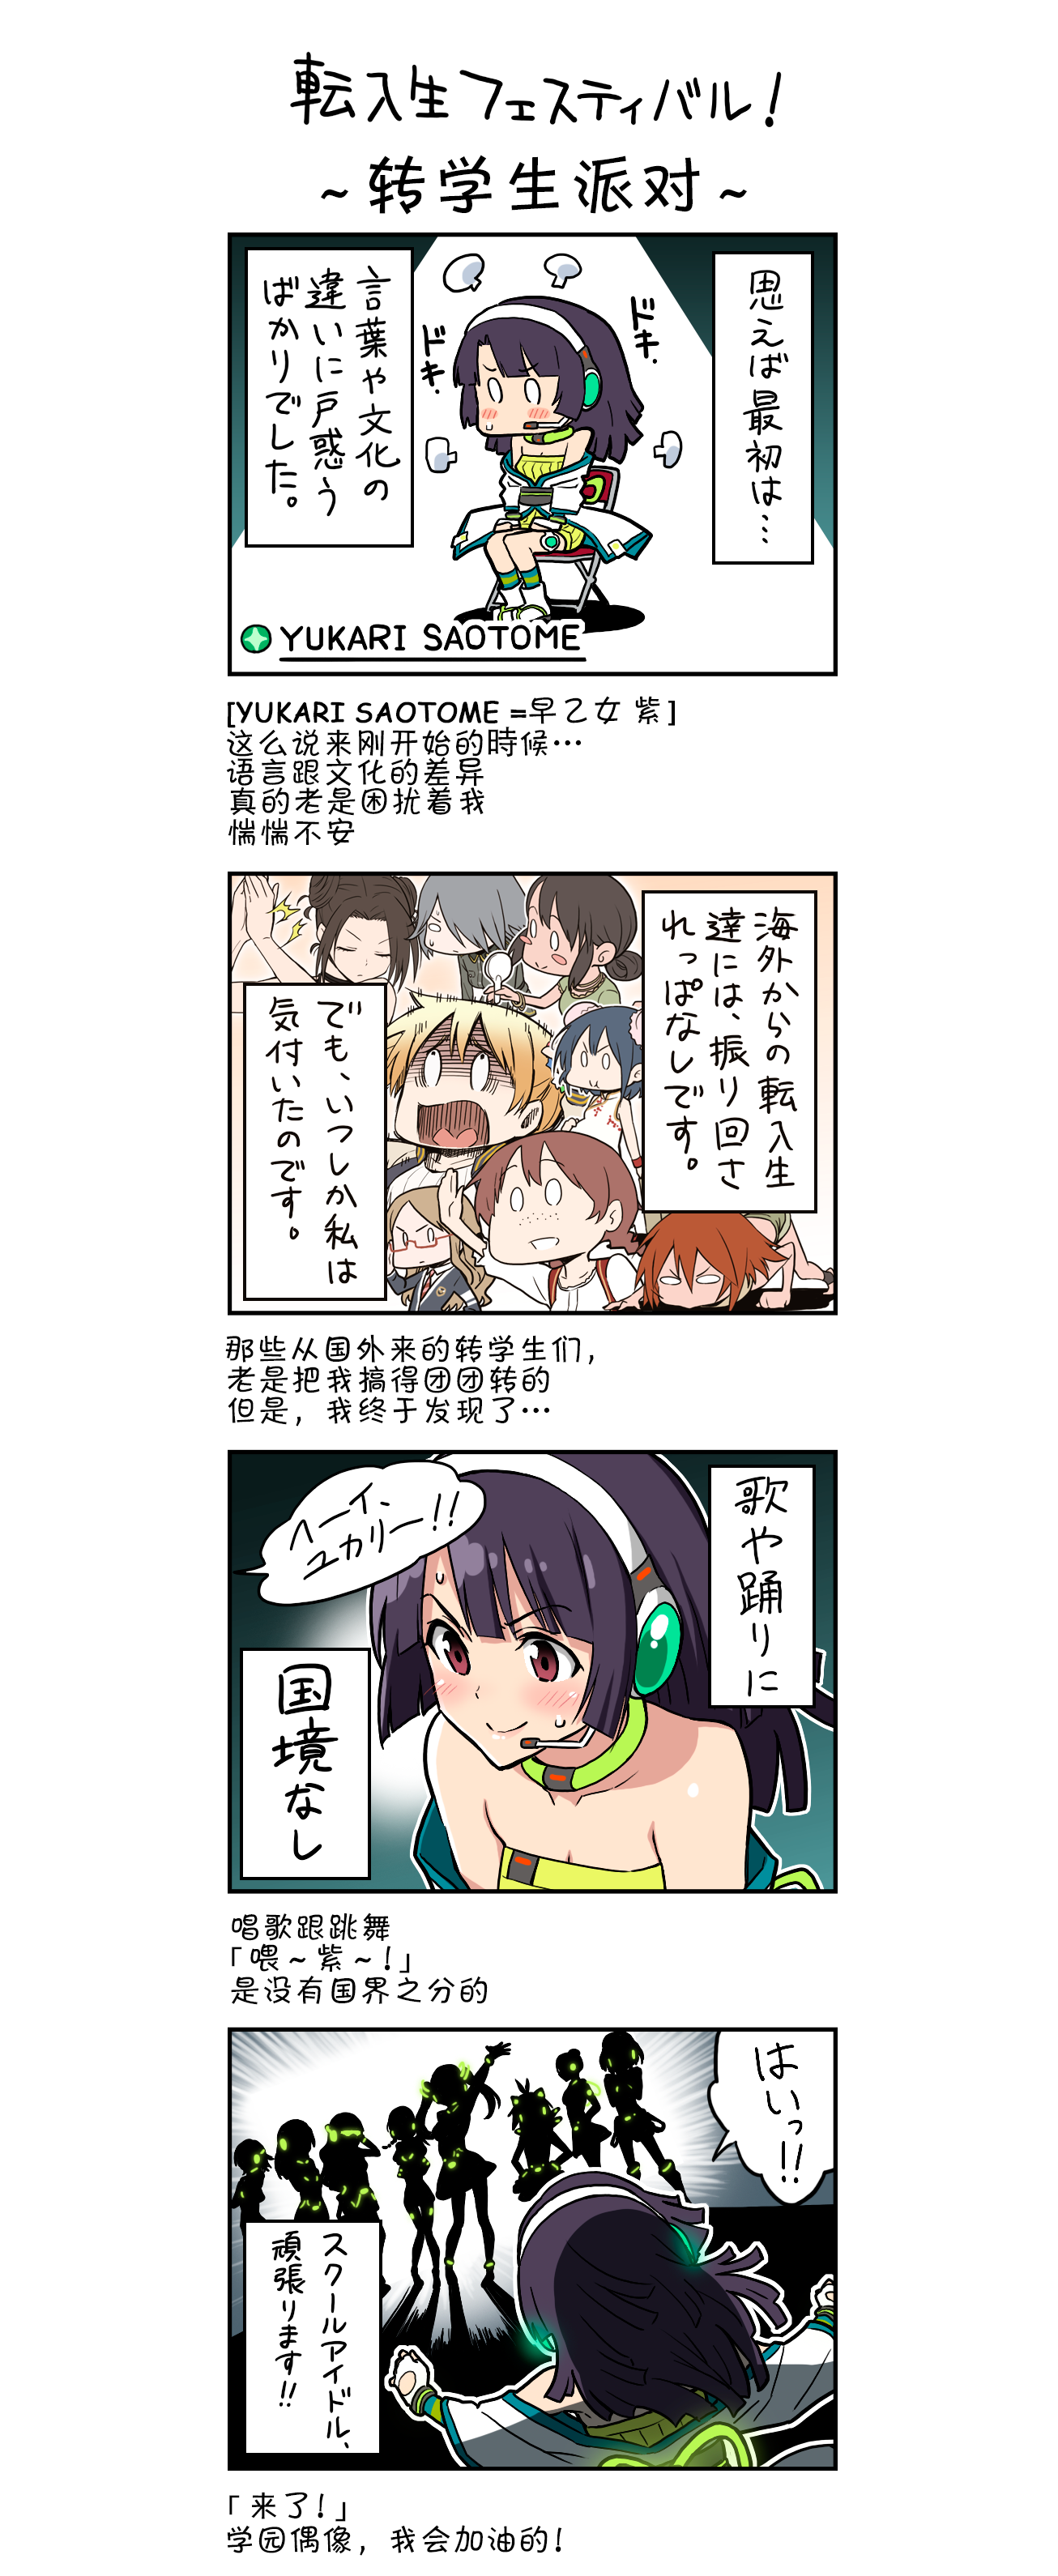 転入生フェスティバル！
～转学生派对～
思えば最初は…
ドキ
ドキ
言葉や文化の
違いに戸惑う
ばかりでした。
YUKARI SAOTOME
[YUKARI SAOTOME =早乙女 紫]
这么说来刚开始的時候…
语言跟文化的差异
真的老是困扰着我
惴惴不安
海外からの転入生
達には、振り回さ
れっぱなしです。
でも、いつしか私は
気付いたのです。
那些从国外来的转学生们，
老是把我搞得团团转的
但是，我终于发现了…
歌や踊りに
ヘーイ、
ユカリー!!
国境なし
唱歌跟跳舞
「喂～紫～!」
是没有国界之分的
はいっ!!
スクールアイドル、
頑張ります!!
「来了!」
学园偶像，我会加油的!